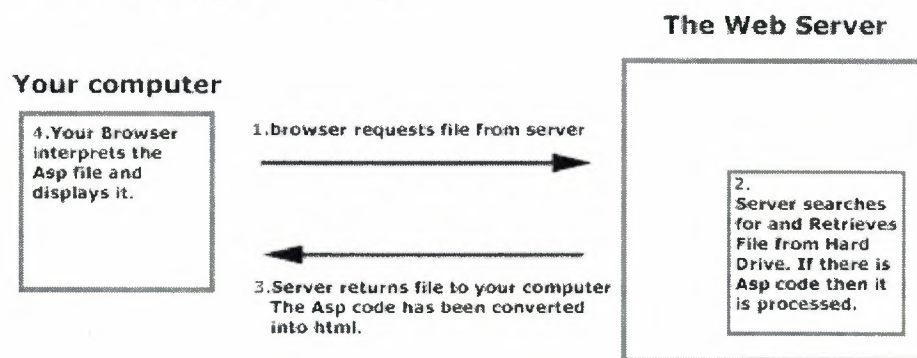 The Web Server
Your computer
4.Your Browser
interprets the
Asp file and
displays it.
1.browser requests file from server
2.
Server searches
for and Retrieves
File from Hard
Drive. If there is
Asp code then it
is processed.
3.Server returns file to your computer
The Asp code has been converted
into html.